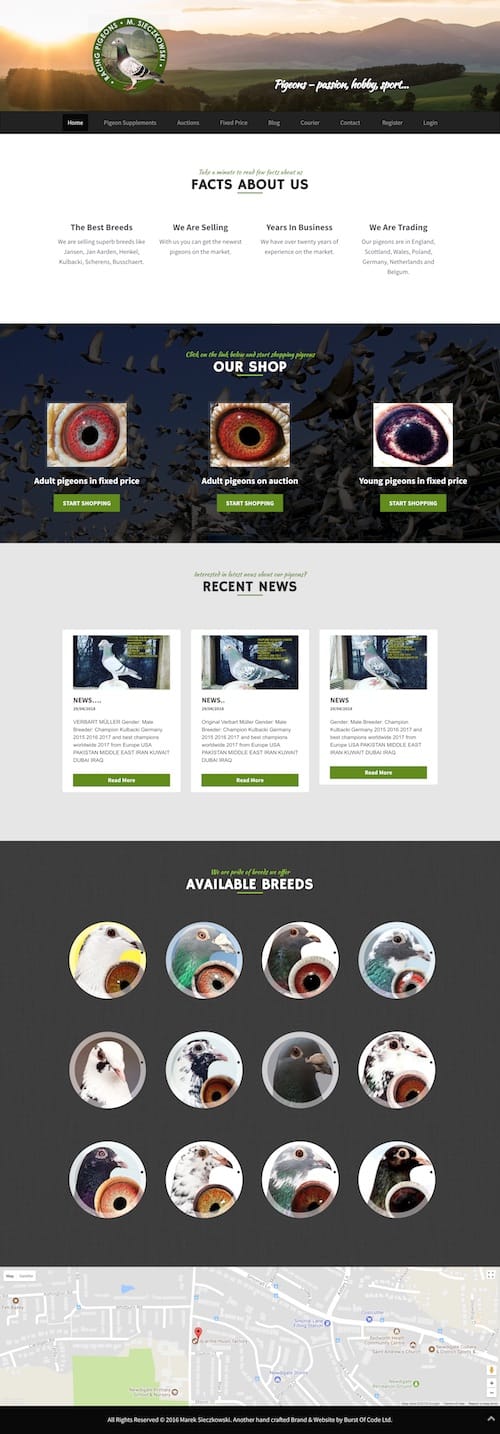 RACING PIGEONS • M. SIECZKOWSKI •
Pigeons – passion, hobby, sport...
Home Pigeon Supplements Auctions Fixed Price Blog Courier Contact Register Login
Take a minute to read few facts about us
FACTS ABOUT US
The Best Breeds
We are selling superb breeds like
Jansen, Jan Aarden, Henkel,
Kulbacki, Scherens, Busschaert.
We Are Selling
With us you can get the newest
pigeons on the market.
Years In Business
We have over twenty years of
experience on the market.
We Are Trading
Our pigeons are in England,
Scottland, Wales, Poland,
Germany, Netherlands and
Belgum.
Click on the link below and start shopping pigeons
OUR SHOP
Adult pigeons in fixed price
START SHOPPING
Adult pigeons on auction
START SHOPPING
Young pigeons in fixed price
START SHOPPING
Interested in latest news about our pigeons?
RECENT NEWS
NEWS....
29/04/2018
VERBART MÜLLER Gender: Male
Breeder: Champion Kulbacki Germany
2015 2016 2017 and best champions
worldwide 2017 from Europe USA
PAKISTAN MIDDLE EAST IRAN KUWAIT
DUBAI IRAQ
Read More
NEWS..
29/04/2018
Original Verbart Müller Gender: Male
Breeder: Champion Kulbacki Germany
2015 2016 2017 and best champions
worldwide 2017 from Europe USA
PAKISTAN MIDDLE EAST IRAN KUWAIT
DUBAI IRAQ
Read More
NEWS
29/04/2018
Gender: Male Breeder: Champion
Kulbacki Germany 2015 2016 2017 and
best champions worldwide 2017 from
Europe USA PAKISTAN MIDDLE EAST
IRAN KUWAIT DUBAI IRAQ
Read More
We are pride of breeds we offer
AVAILABLE BREEDS
Map Satellite
Newdigate Primary
School & Nursery
Newdigate Stores
All Rights Reserved © 2016 Marek Sieczkowski. Another hand crafted Brand & Website by Burst Of Code Ltd.